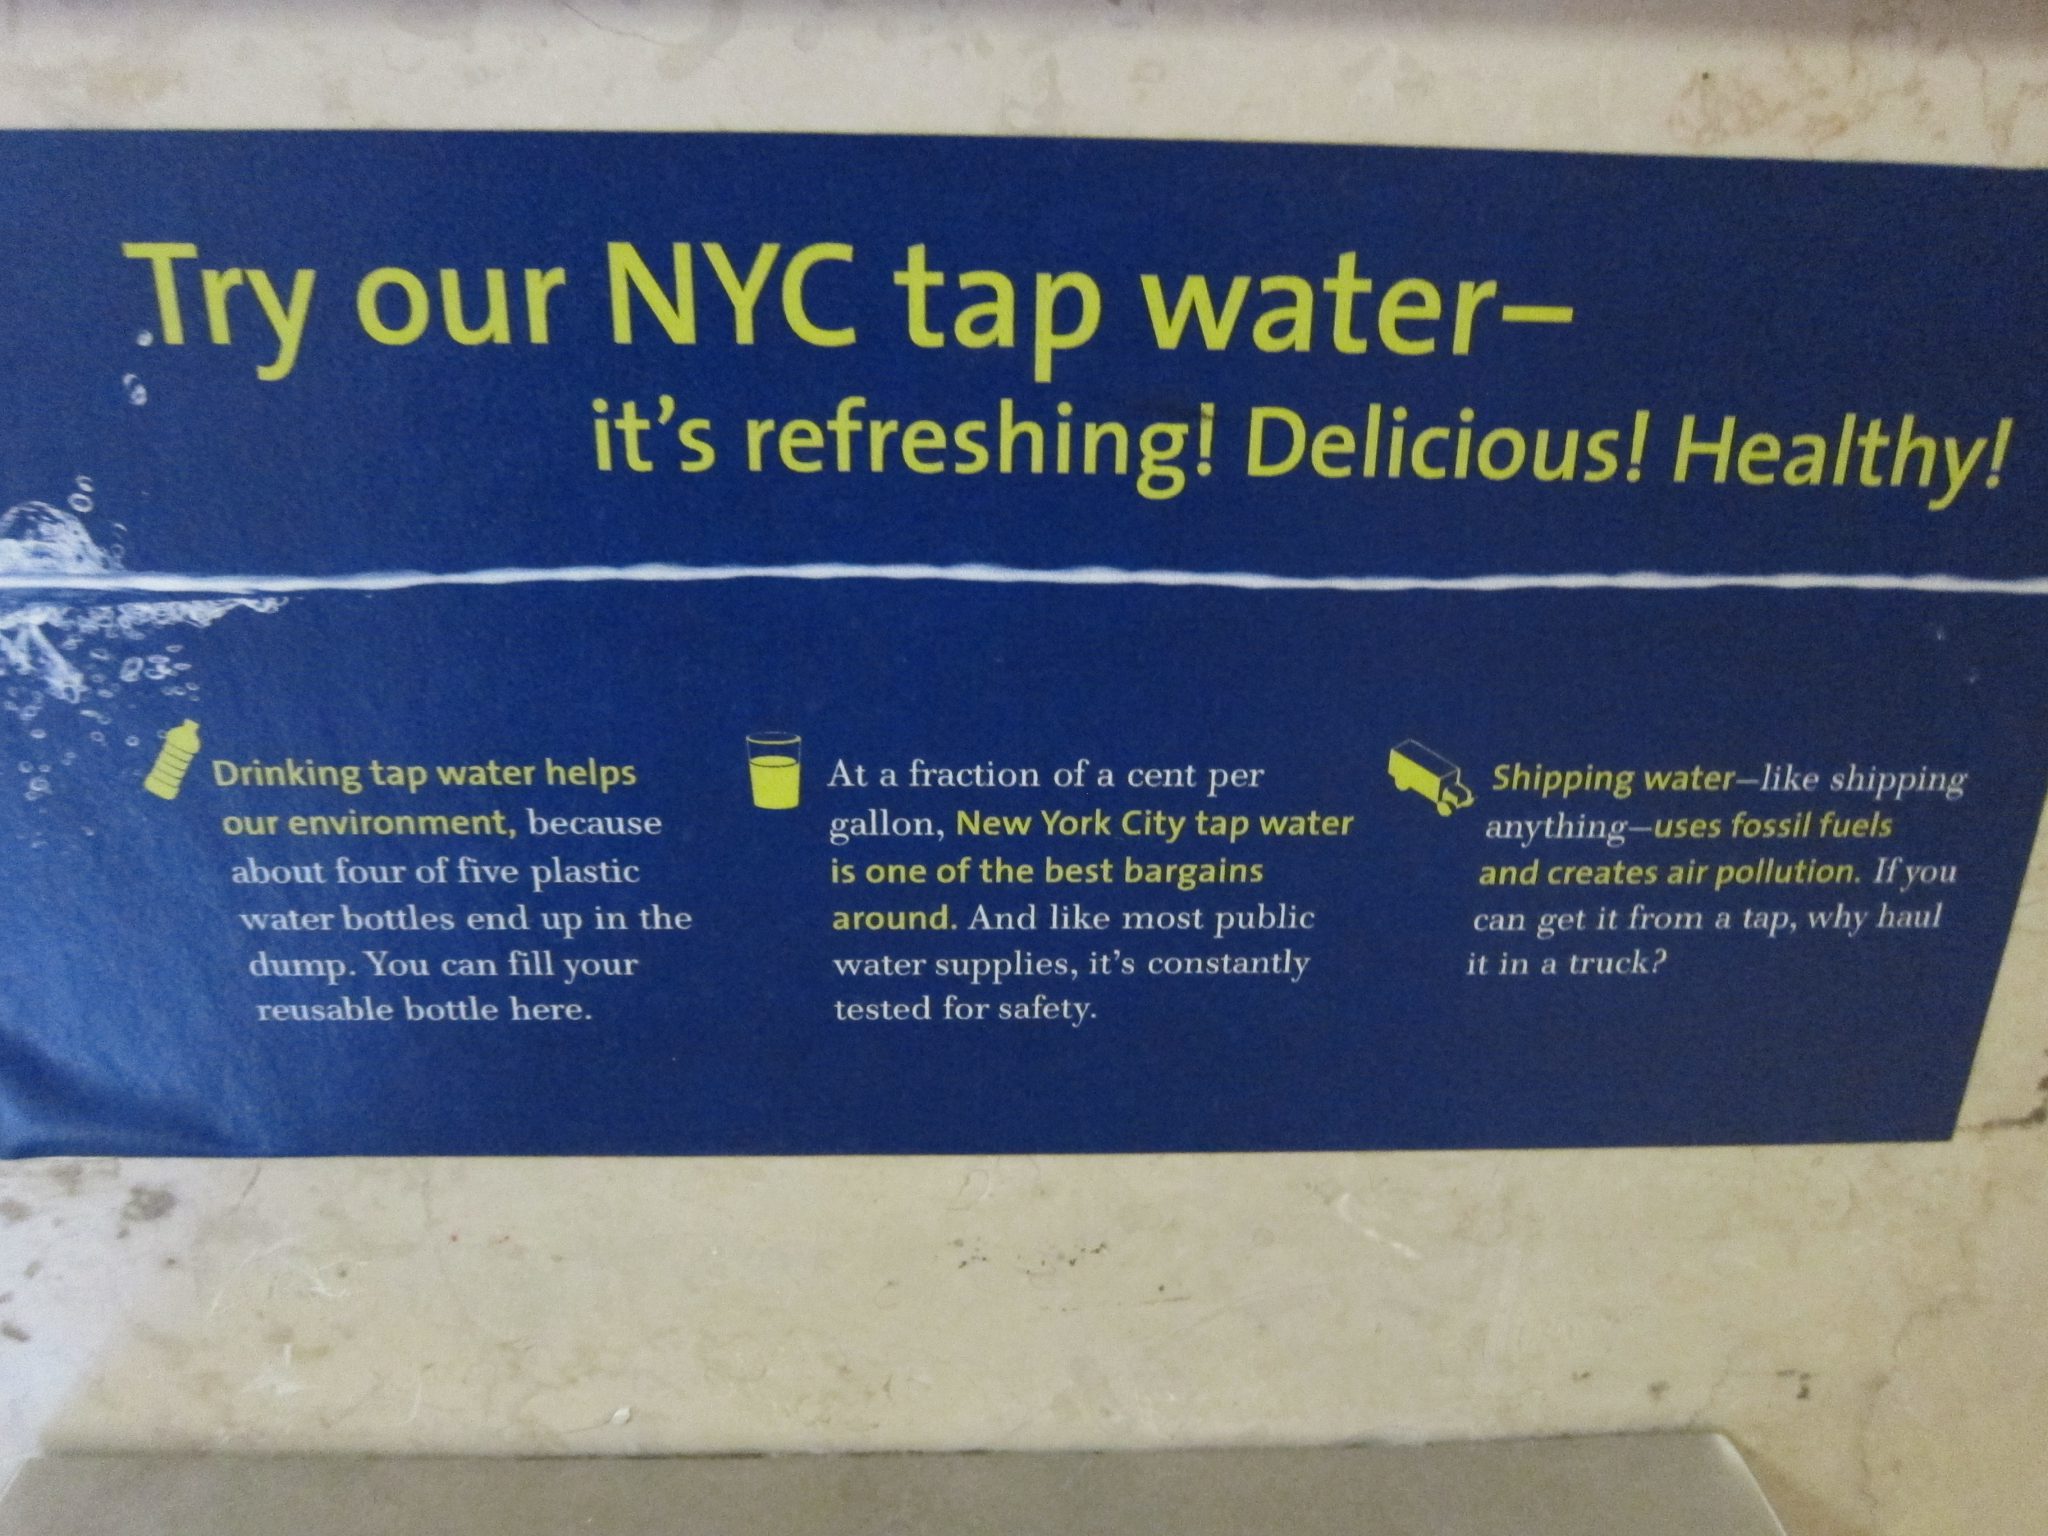 Try our NYC tap water–
it's refreshing! Delicious! Healthy!
Drinking tap water helps
our environment, because
about four of five plastic
water bottles end up in the
dump. You can fill your
reusable bottle here.
At a fraction of a cent per
gallon, New York City tap water
is one of the best bargains
around. And like most public
water supplies, it's constantly
tested for safety.
Shipping water–like shipping
anything–uses fossil fuels
and creates air pollution. If you
can get it from a tap, why haul
it in a truck?